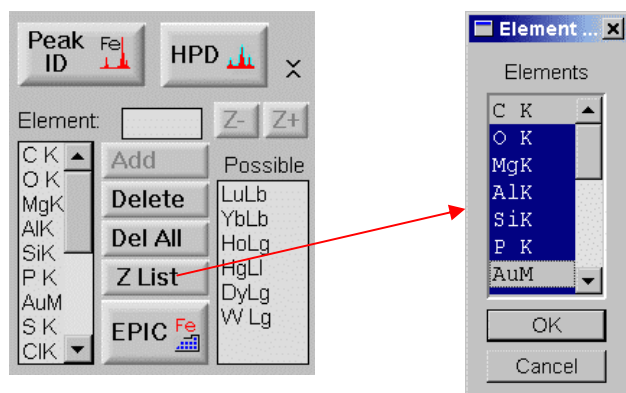 Peak ID Fe
HPD
Element:
Z- Z+
C K
O K
MgK
AlK
SiK
P K
AuM
S K
ClK
Add
Delete
Del All
Z List
EPIC Fe
Possible
LuLb
YbLb
HoLg
HgLl
DyLg
W Lg
Element ...
Elements
C K
O K
MgK
AlK
SiK
P K
AuM
OK
Cancel